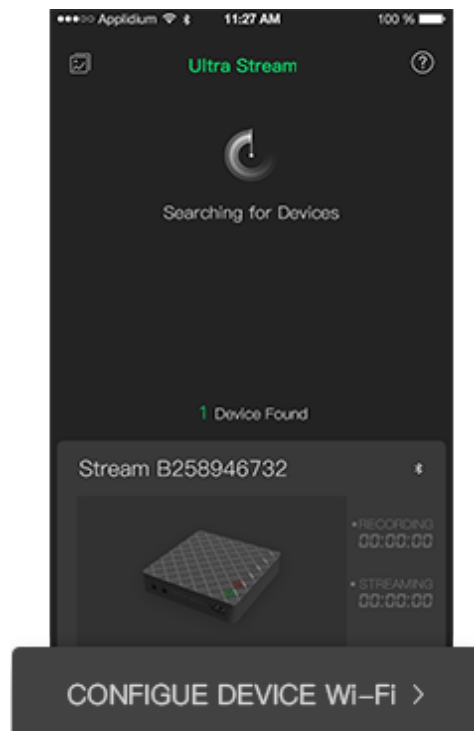 Applidium 11:27 AM 100 %
Ultra Stream
Searching for Devices
1 Device Found
Stream B258946732
•RECORDING
00:00:00
•STREAMING
00:00:00
CONFIGUE DEVICE Wi-Fi >